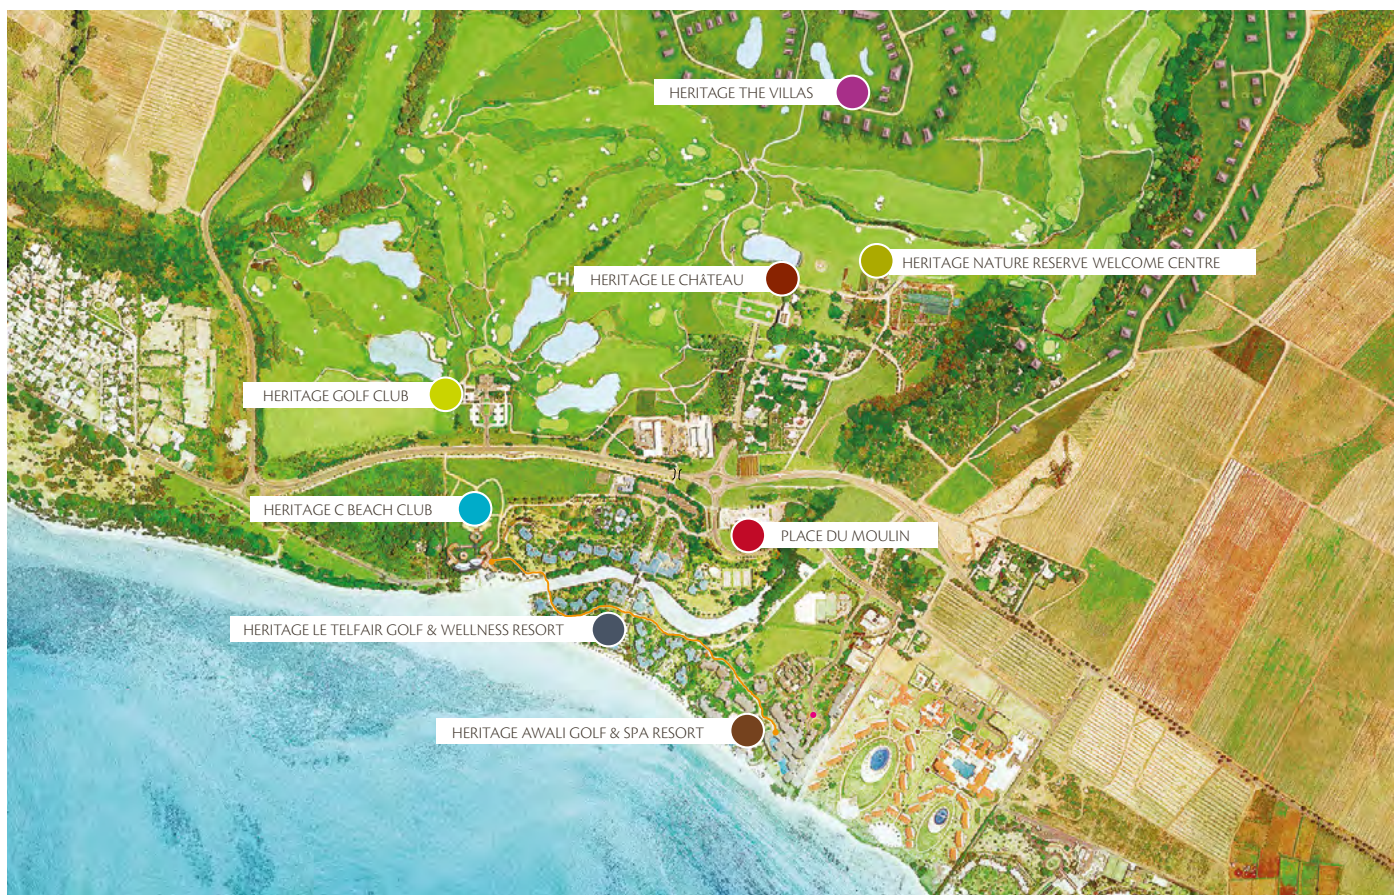 HERITAGE THE VILLAS
HERITAGE NATURE RESERVE WELCOME CENTRE
HERITAGE LE CHâTEAU
CHA
HERITAGE GOLF CLUB
HERITAGE C BEACH CLUB
PLACE DU MOULIN
HERITAGE LE TELFAIR GOLF & WELLNESS RESORT
HERITAGE AWALI GOLF & SPA RESORT